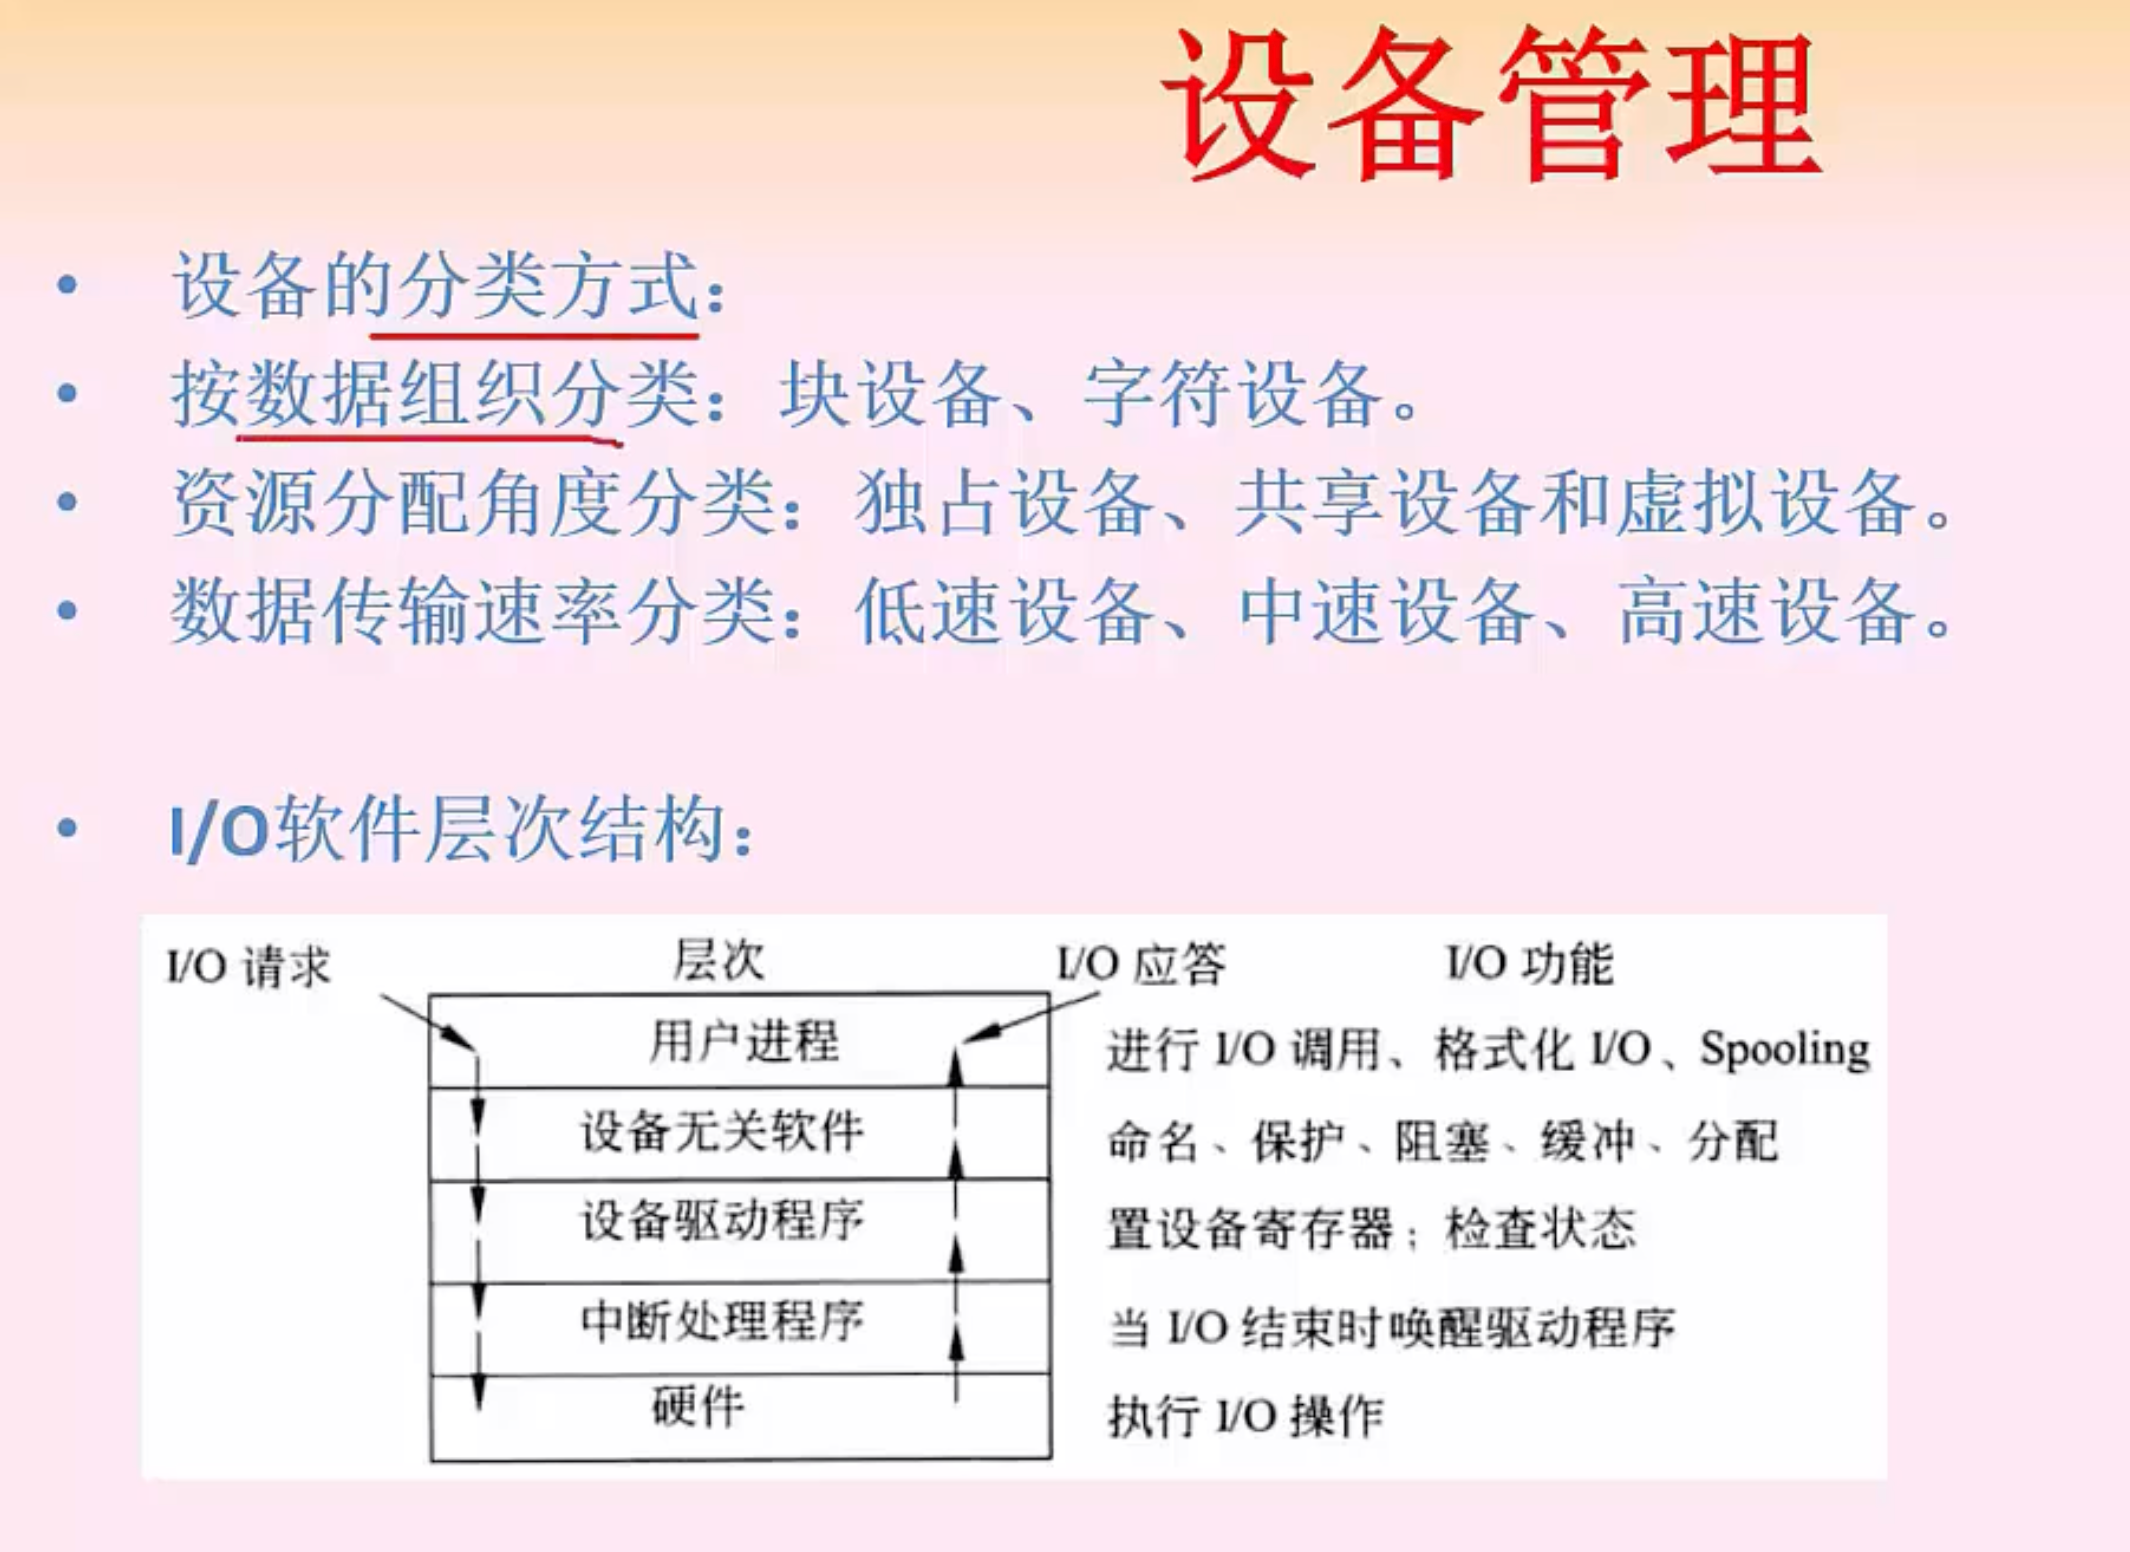 设备管理
• 设备的分类方式：
• 按数据组织分类：块设备、字符设备。
• 资源分配角度分类：独占设备、共享设备和虚拟设备。
• 数据传输速率分类：低速设备、中速设备、高速设备。
• I/O软件层次结构：
I/O 请求 层次 I/O 应答 I/O 功能
用户进程 进行 I/O 调用、格式化 I/O、Spooling
设备无关软件 命名、保护、阻塞、缓冲、分配
设备驱动程序 置设备寄存器；检查状态
中断处理程序 当 I/O 结束时唤醒驱动程序
硬件 执行 I/O 操作